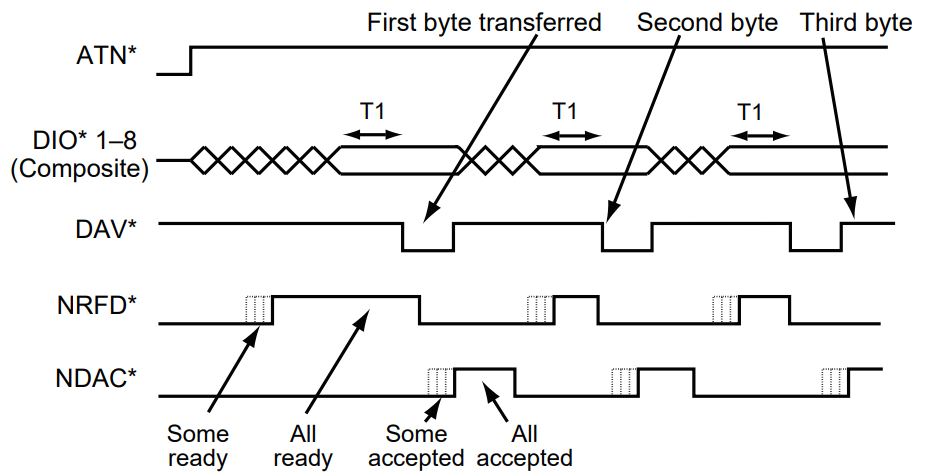 First byte transferred Second byte Third byte
ATN*
T1 T1 T1
DIO* 1–8
(Composite)
DAV*
NRFD*
NDAC*
Some All Some All
ready ready accepted accepted